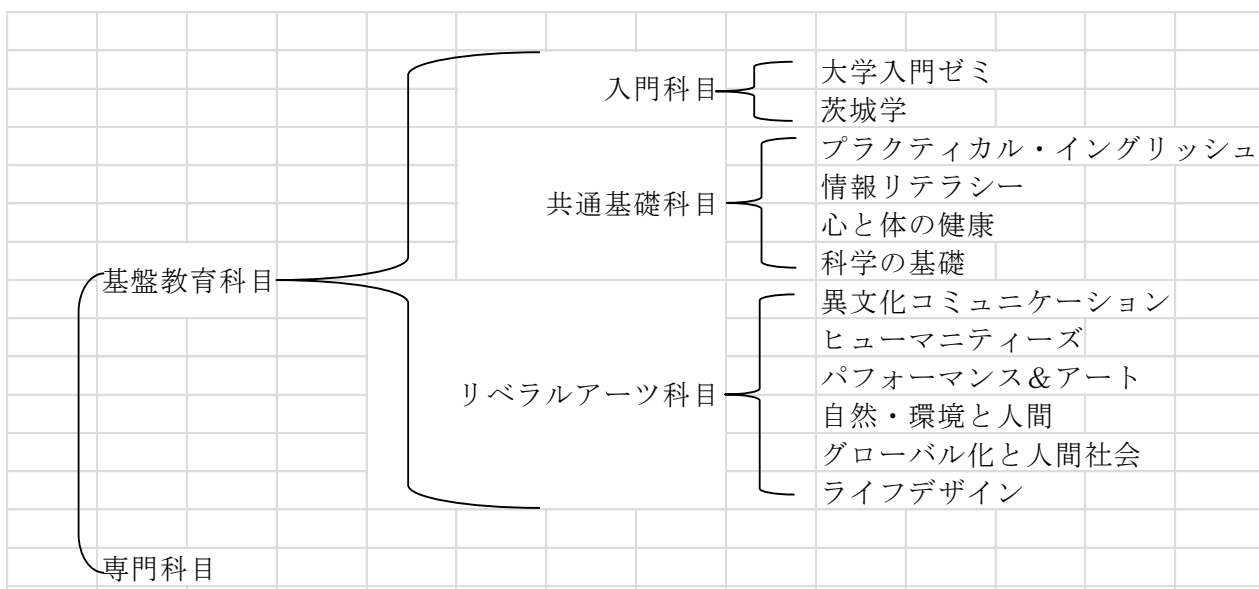 入門科目
大学入門ゼミ
茨城学
共通基礎科目
プラクティカル・イングリッシュ
情報リテラシー
心と体の健康
科学の基礎
基盤教育科目
リベラルアーツ科目
異文化コミュニケーション
ヒューマニティーズ
パフォーマンス＆アート
自然・環境と人間
グローバル化と人間社会
ライフデザイン
専門科目